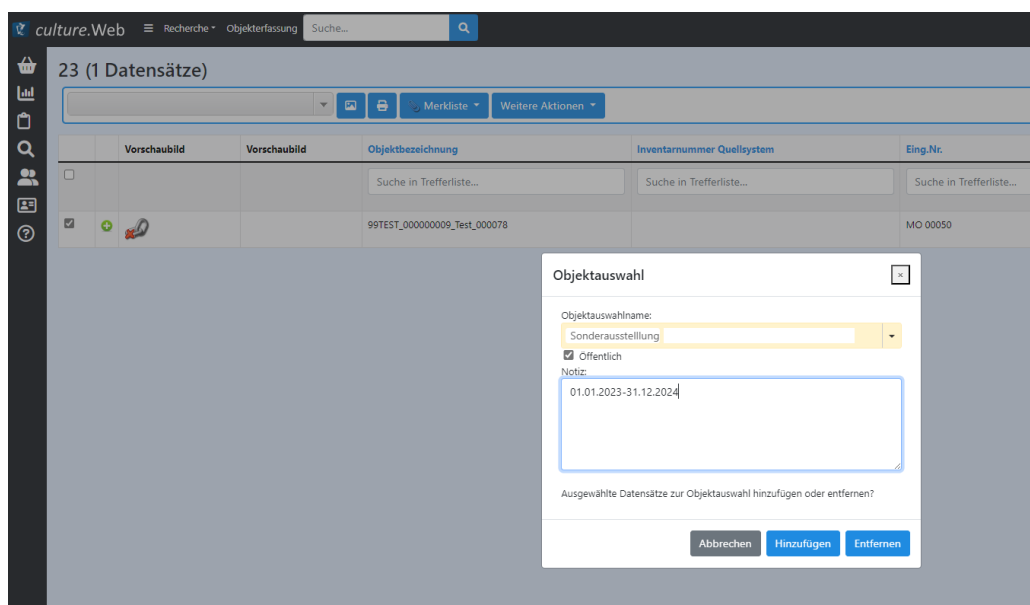 culture.Web Recherche Objekterfassung Suche...
23 (1 Datensätze)
Merkliste Weitere Aktionen
Vorschaubild Vorschaubild Objektbezeichnung Inventarnummer Quellsystem Eing.Nr.
Suche in Trefferliste... Suche in Trefferliste... Suche in Trefferliste...
99TEST_000000009_Test_000078 MO 00050
Objektauswahl x
Objektauswahlname:
Sonderausstelllung
Öffentlich
Notiz:
01.01.2023-31.12.2024
Ausgewählte Datensätze zur Objektauswahl hinzufügen oder entfernen?
Abbrechen Hinzufügen Entfernen